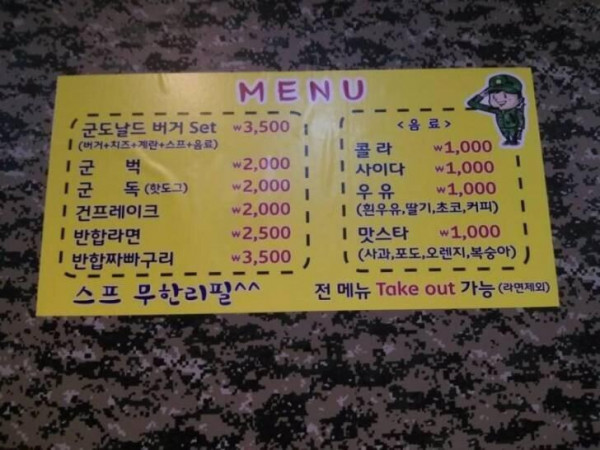 MENU
군도날드 버거 Set ₩3,500
(버거+치즈+계란+스프+음료)
군 벅 ₩2,000
군 독 (핫도그) ₩2,000
건프레이크 ₩2,000
반합라면 ₩2,500
반합짜빠구리 ₩3,500
스프 무한리필^^
<음 료>
콜 라 ₩1,000
사이다 ₩1,000
우 유 ₩1,000
(흰우유,딸기,초코,커피)
맛스타 ₩1,000
(사과,포도,오렌지,복숭아)
전 메뉴 Take out 가능 (라면제외)